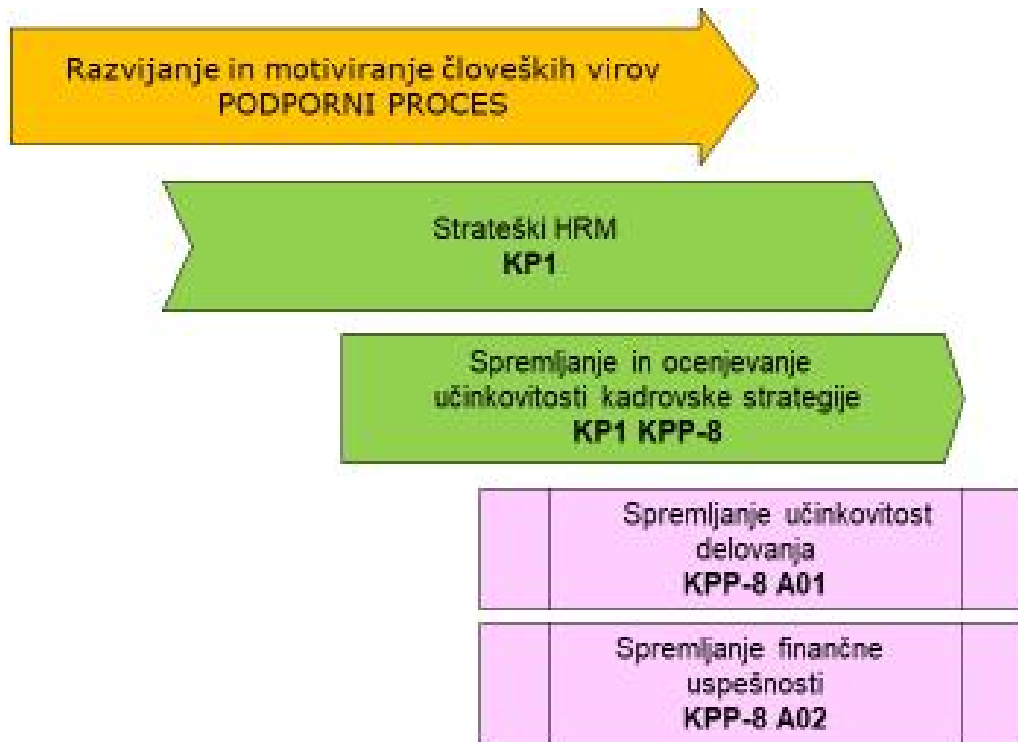 Razvijanje in motiviranje človeških virov
PODPORNI PROCES
Strateški HRM
KP1
Spremljanje in ocenjevanje
učinkovitosti kadrovske strategije
KP1 KPP-8
Spremljanje učinkovitost
delovanja
KPP-8 A01
Spremljanje finančne
uspešnosti
KPP-8 A02